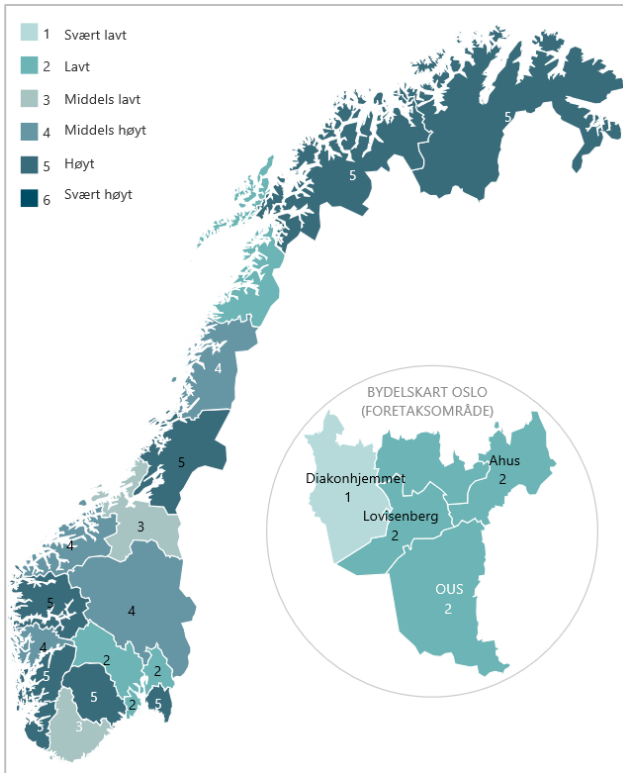 1 Svært lavt
2 Lavt
3 Middels lavt
4 Middels høyt
5 Høyt
6 Svært høyt
5
5
4
5
3
4
4
5
4
2
2
5
5
2
5
5
3
BYDELSKART OSLO
(FORETAKSOMRÅDE)
Ahus
2
Diakonhjemmet
1
Lovisenberg
2
OUS
2